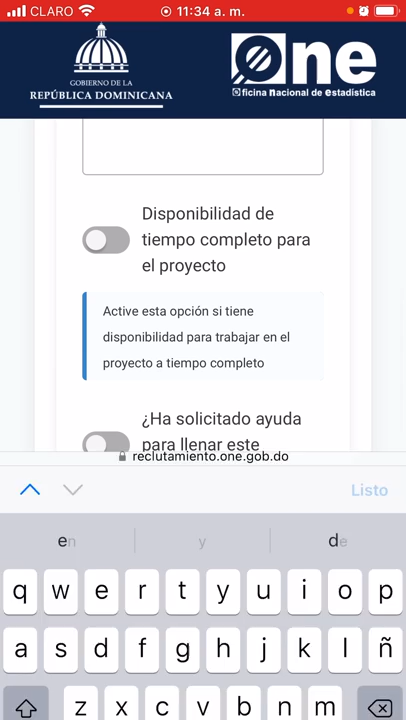 CLARO 11:34 a. m.
GOBIERNO DE LA
REPÚBLICA DOMINICANA
One
Oficina nacional de estadística
Disponibilidad de
tiempo completo para
el proyecto
Active esta opción si tiene
disponibilidad para trabajar en el
proyecto a tiempo completo
¿Ha solicitado ayuda
para llenar este
reclutamiento.one.gob.do
Listo
en y de
q w e r t y u i o p
a s d f g h j k l ñ
z x c v b n m